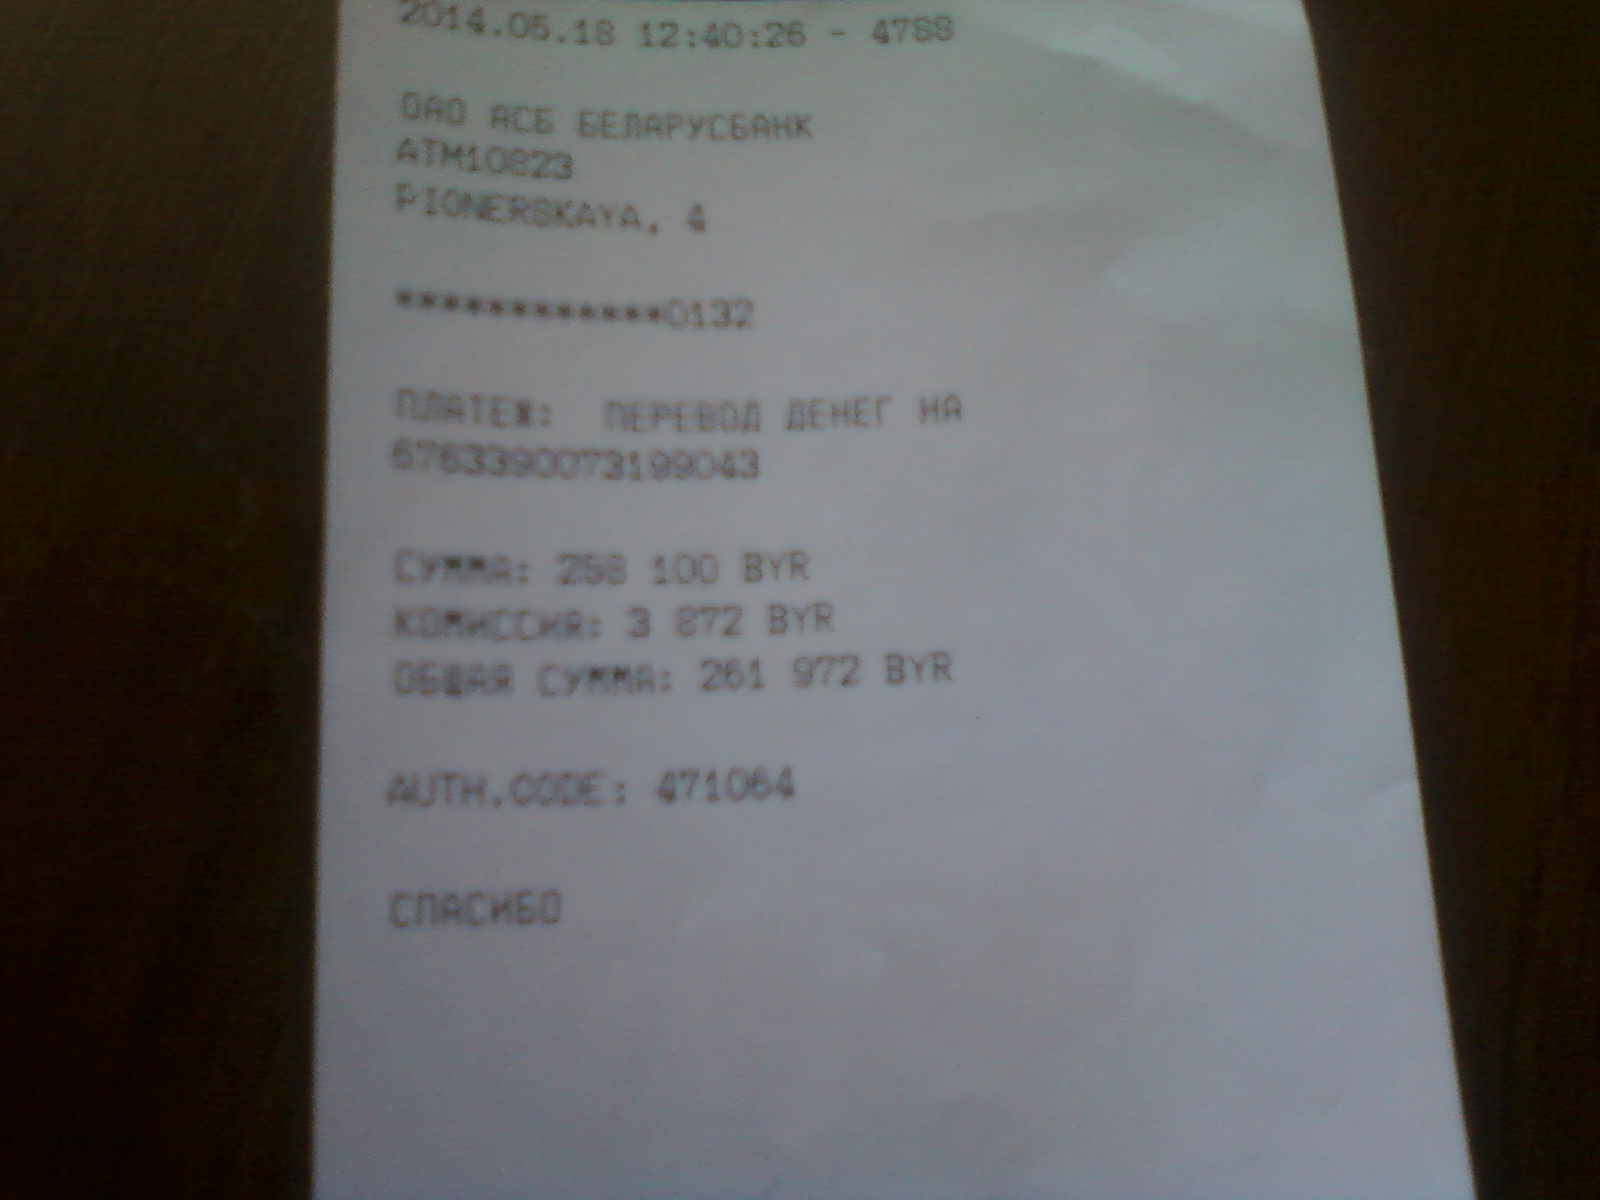 2014.05.18 12:40:26 - 4788
ОАО АСБ БЕЛАРУСБАНК
ATM10823
PIONERSKAYA, 4
************0132
ПЛАТЕЖ: ПЕРЕВОД ДЕНЕГ НА
6763390073199043
СУММА: 258 100 BYR
КОМИССИЯ: 3 872 BYR
ОБЩАЯ СУММА: 261 972 BYR
AUTH.CODE: 471064
СПАСИБО